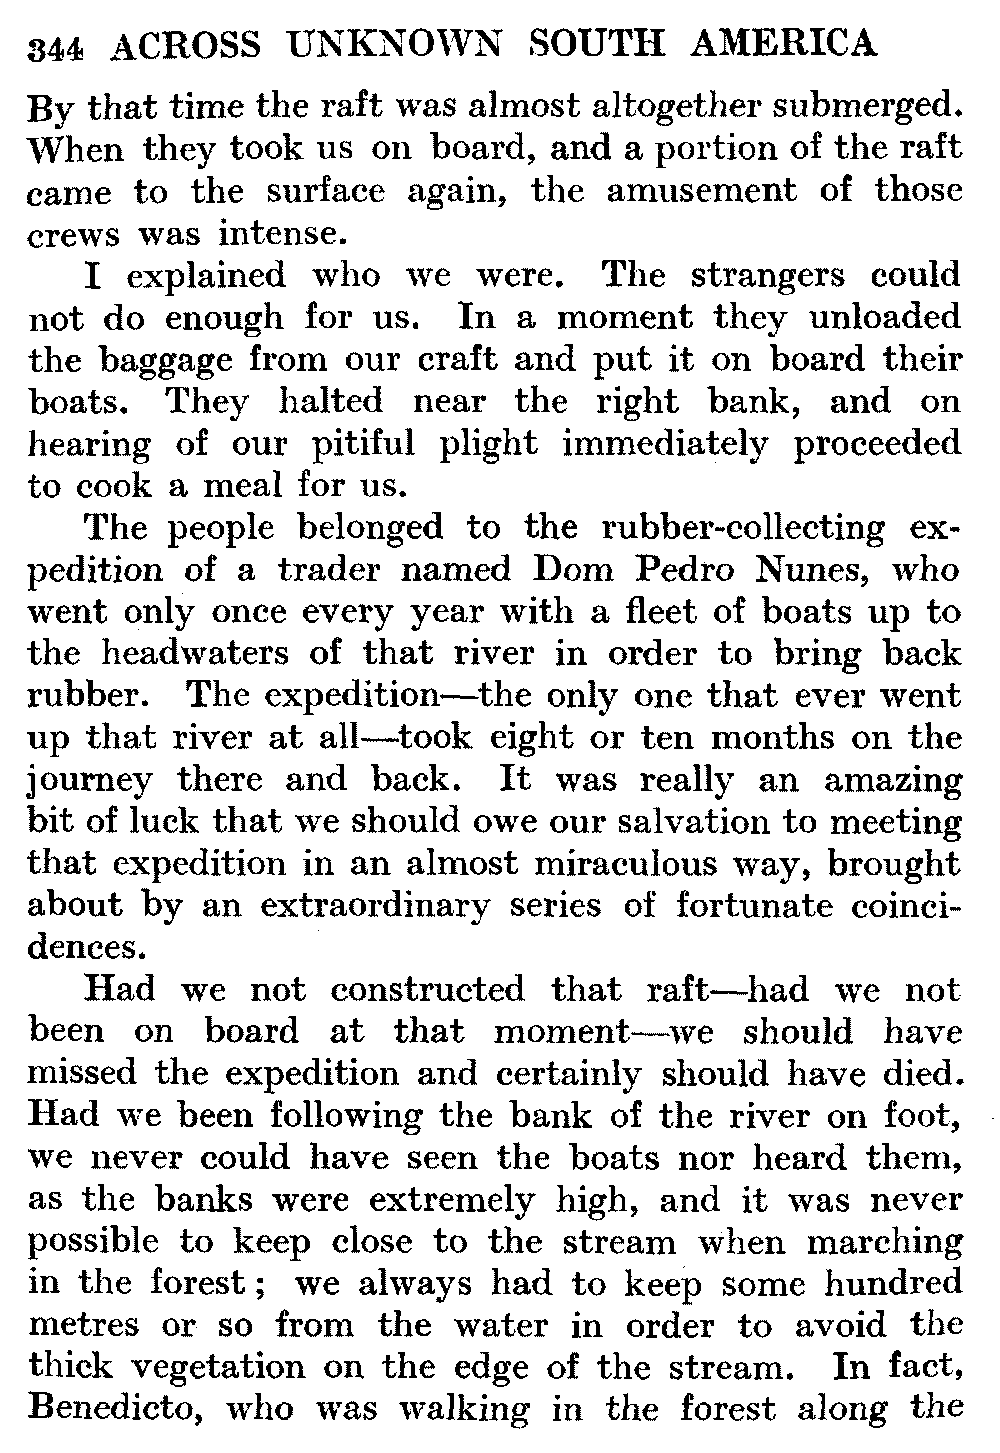 344 ACROSS UNKNOWN SOUTH AMERICA
By that time the raft was almost altogether submerged.
When they took us on board, and a portion of the raft
came to the surface again, the amusement of those
crews was intense.
I explained who we were. The strangers could
not do enough for us. In a moment they unloaded
the baggage from our craft and put it on board their
boats. They halted near the right bank, and on
hearing of our pitiful plight immediately proceeded
to cook a meal for us.
The people belonged to the rubber-collecting ex-
pedition of a trader named Dom Pedro Nunes, who
went only once every year with a fleet of boats up to
the headwaters of that river in order to bring back
rubber. The expedition—the only one that ever went
up that river at all—took eight or ten months on the
journey there and back. It was really an amazing
bit of luck that we should owe our salvation to meeting
that expedition in an almost miraculous way, brought
about by an extraordinary series of fortunate coinci-
dences.
Had we not constructed that raft—had we not
been on board at that moment—we should have
missed the expedition and certainly should have died.
Had we been following the bank of the river on foot,
we never could have seen the boats nor heard them,
as the banks were extremely high, and it was never
possible to keep close to the stream when marching
in the forest; we always had to keep some hundred
metres or so from the water in order to avoid the
thick vegetation on the edge of the stream. In fact,
Benedicto, who was walking in the forest along the